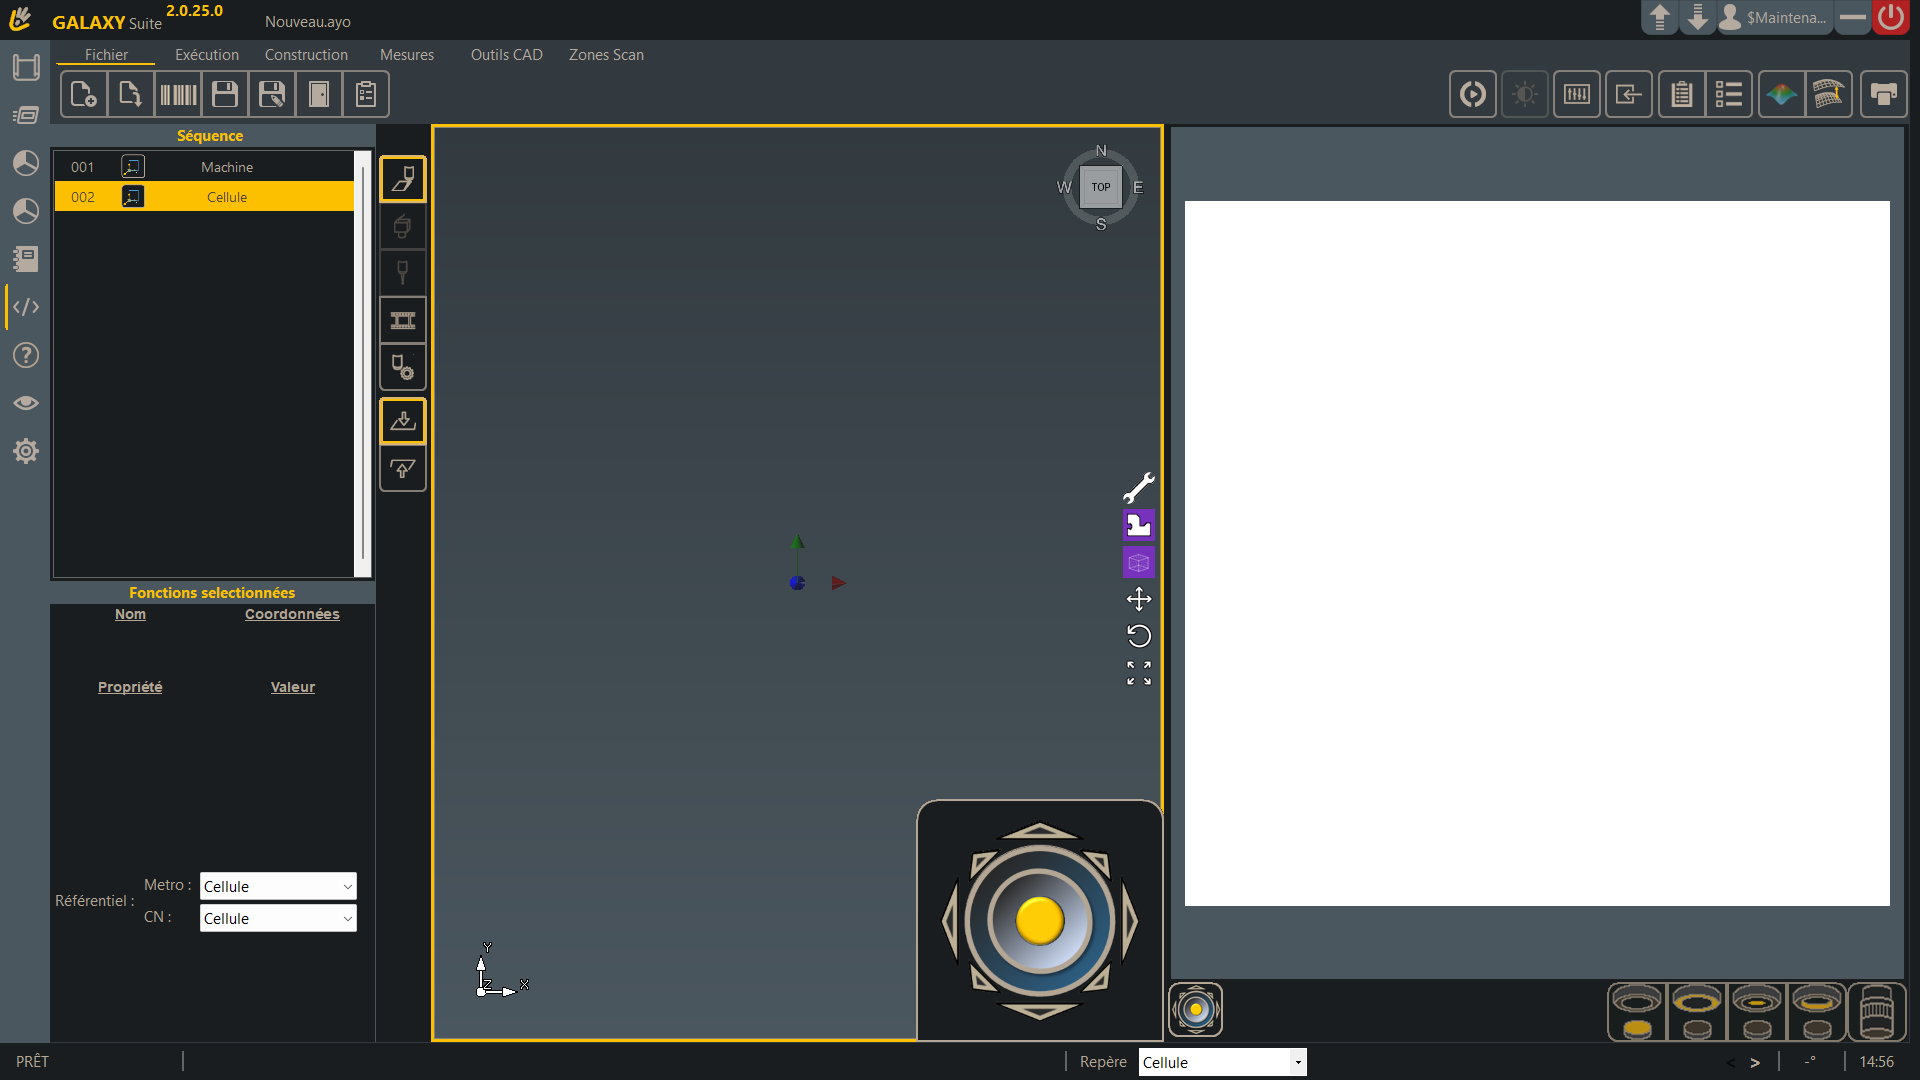 GALAXY Suite 2.0.25.0
Nouveau.ayo
$Maintena...
Fichier
Exécution
Construction
Mesures
Outils CAD
Zones Scan
Séquence
001 Machine
002 Cellule
N
W TOP E
S
Fonctions selectionnées
Nom Coordonnées
Propriété Valeur
Référentiel :
Metro : Cellule
CN : Cellule
Y
Z X
PRÊT
Repère Cellule
< >
-°
14:56